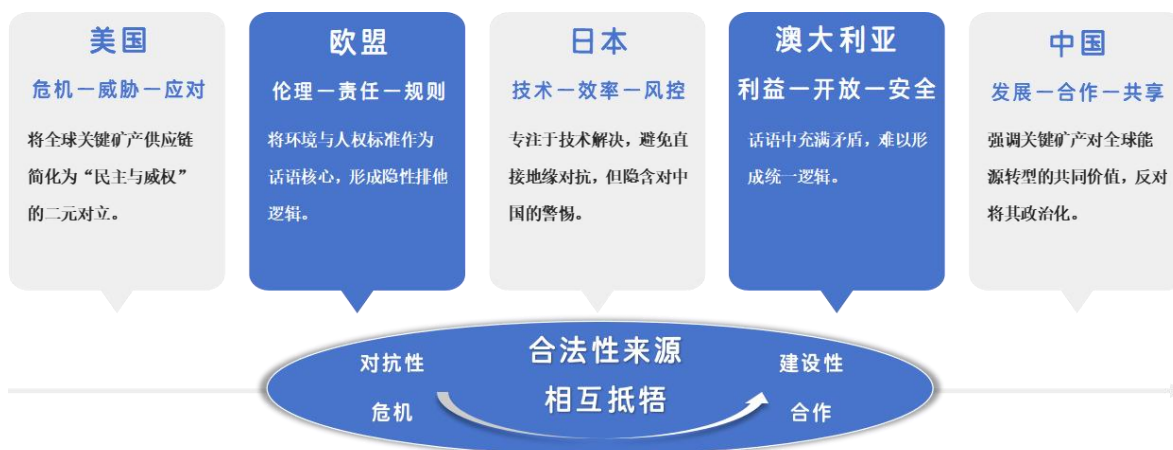 美国
危机－威胁－应对
将全球关键矿产供应链
简化为“民主与威权”
的二元对立。
欧盟
伦理－责任－规则
将环境与人权标准作为
话语核心，形成隐性排他
逻辑。
日本
技术－效率－风控
专注于技术解决，避免直
接地缘对抗，但隐含对中
国的警惕。
澳大利亚
利益－开放－安全
话语中充满矛盾，难以形
成统一逻辑。
中国
发展－合作－共享
强调关键矿产对全球能
源转型的共同价值，反对
将其政治化。
对抗性
危机
合法性来源
相互抵牾
建设性
合作